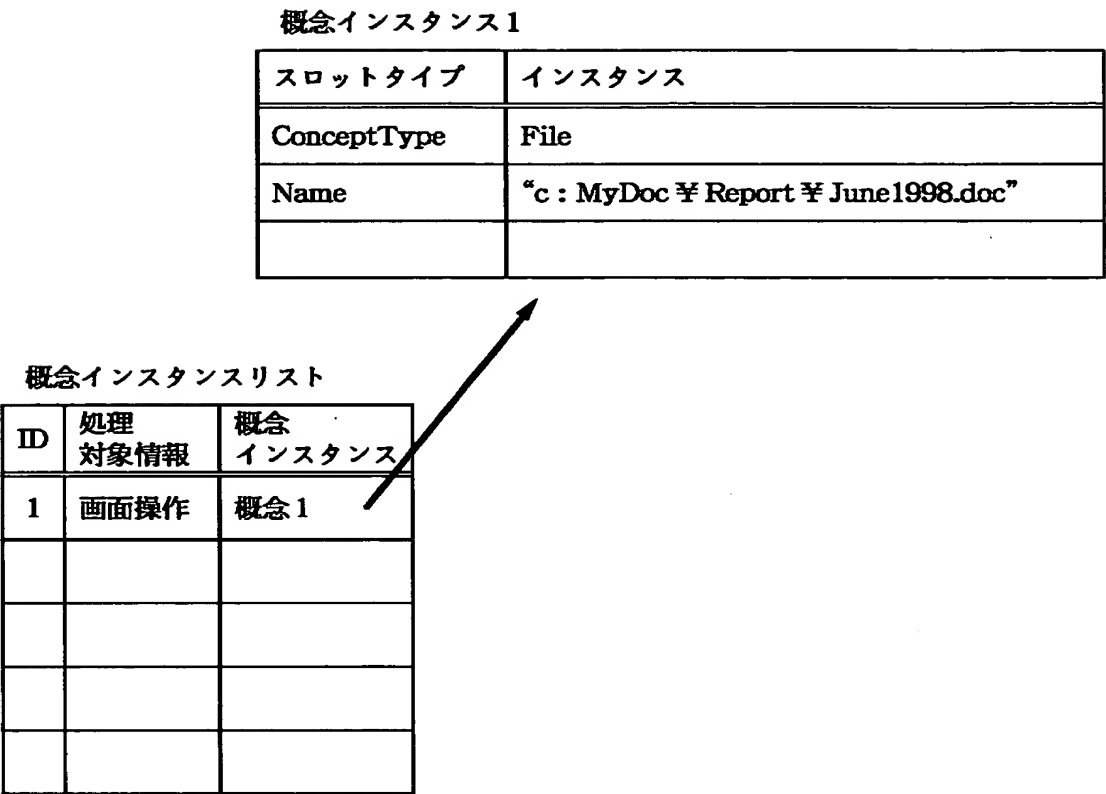 概念インスタンス1
スロットタイプ インスタンス
ConceptType File
Name “c : MyDoc ¥ Report ¥ June1998.doc”
概念インスタンスリスト
ID 処理 概念
対象情報 インスタンス
1 画面操作 概念1